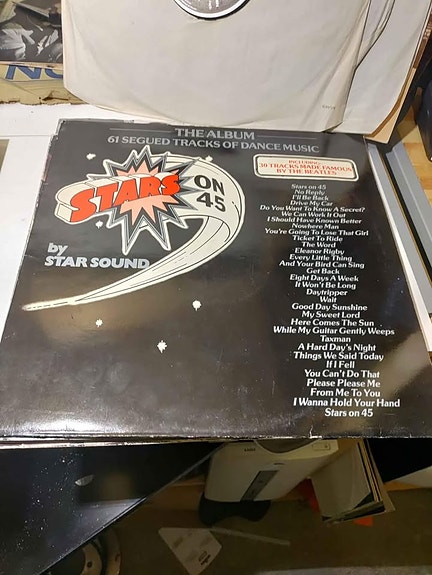 THE ALBUM
61 SEGUED TRACKS OF DANCE MUSIC
INCLUDING
30 TRACKS MADE FAMOUS
BY THE BEATLES
STARS
ON
45
by
STAR SOUND
Stars on 45
No Reply
I'll Be Back
Drive My Car
Do You Want To Know A Secret?
We Can Work It Out
I Should Have Known Better
Nowhere Man
You're Going To Lose That Girl
Ticket To Ride
The Word
Eleanor Rigby
Every Little Thing
And Your Bird Can Sing
Get Back
Eight Days A Week
It Won't Be Long
Daytripper
Wait
Good Day Sunshine
My Sweet Lord
Here Comes The Sun
While My Guitar Gently Weeps
Taxman
A Hard Day's Night
Things We Said Today
If I Fell
You Can't Do That
Please Please Me
From Me To You
I Wanna Hold Your Hand
Stars on 45